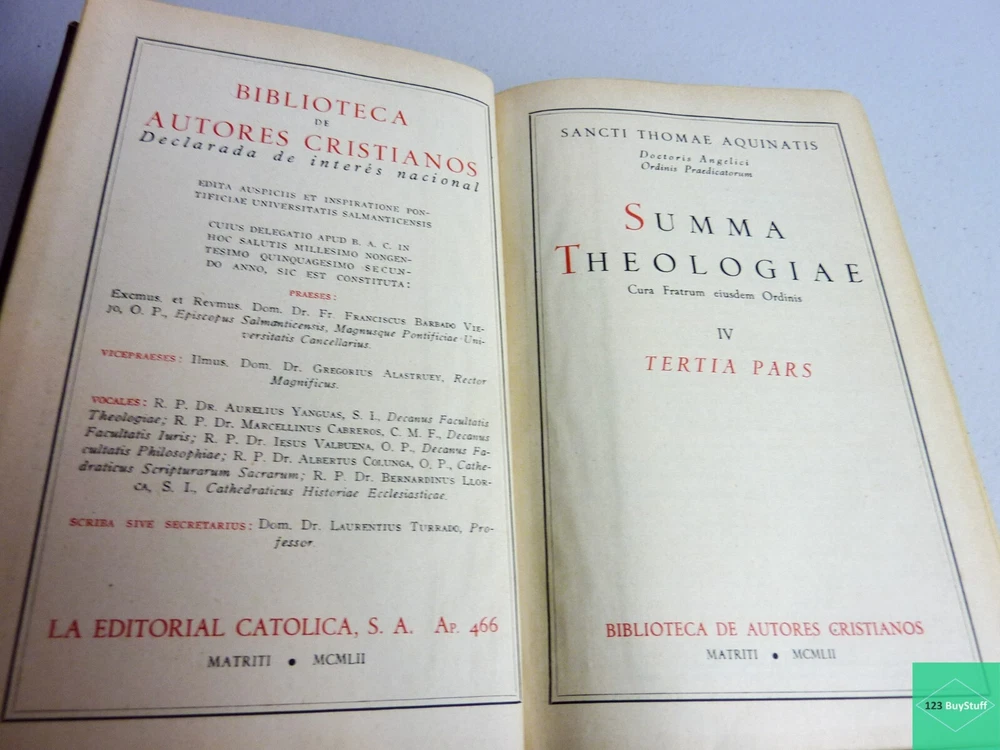 BIBLIOTECA
DE
AUTORES CRISTIANOS
Declarada de interés nacional
EDITA AUSPICIIS ET INSPIRATIONE PON-
TIFICIAE UNIVERSITATIS SALMANTICENSIS
CUIUS DELEGATIO APUD B. A. C. IN
HOC SALUTIS MILLESIMO NONGEN-
TESIMO QUINQUAGESIMO SECUN-
DO ANNO, SIC EST CONSTITUTA:
PRAESES:
Excmus. et Revmus. Dom. Dr. Fr. FRANCISCUS BARBADO VIE-
JO, O. P., Episcopus Salmanticensis, Magnusque Pontificiae Uni-
versitatis Cancellarius.
VICEPRAESES: Ilmus. Dom. Dr. GREGORIUS ALASTRUEY, Rector
Magnificus.
VOCALES: R. P. DR. AURELIUS YANGUAS, S. I., Decanus Facultatis
Theologiae; R. P. Dr. MARCELLINUS CABREROS, C. M. F., Decanus
Facultatis Iuris; R. P. Dr. IESUS VALBUENA, O. P., Decanus Fa-
cultatis Philosophiae; R. P. Dr. ALBERTUS COLUNGA, O. P., Cathe-
draticus Scripturarum Sacrarum; R. P. Dr. BERNARDINUS LLOR-
CA, S. I., Cathedraticus Historiae Ecclesiasticae.
SCRIBA SIVE SECRETARIUS: Dom. Dr. LAURENTIUS TURRADO, Pro-
fessor.
LA EDITORIAL CATOLICA, S. A. AP. 466
MATRITI • MCMLII
SANCTI THOMAE AQUINATIS
Doctoris Angelici
Ordinis Praedicatorum
SUMMA
THEOLOGIAE
Cura Fratrum eiusdem Ordinis
IV
TERTIA PARS
BIBLIOTECA DE AUTORES CRISTIANOS
MATRITI • MCMLII
123 BuyStuff